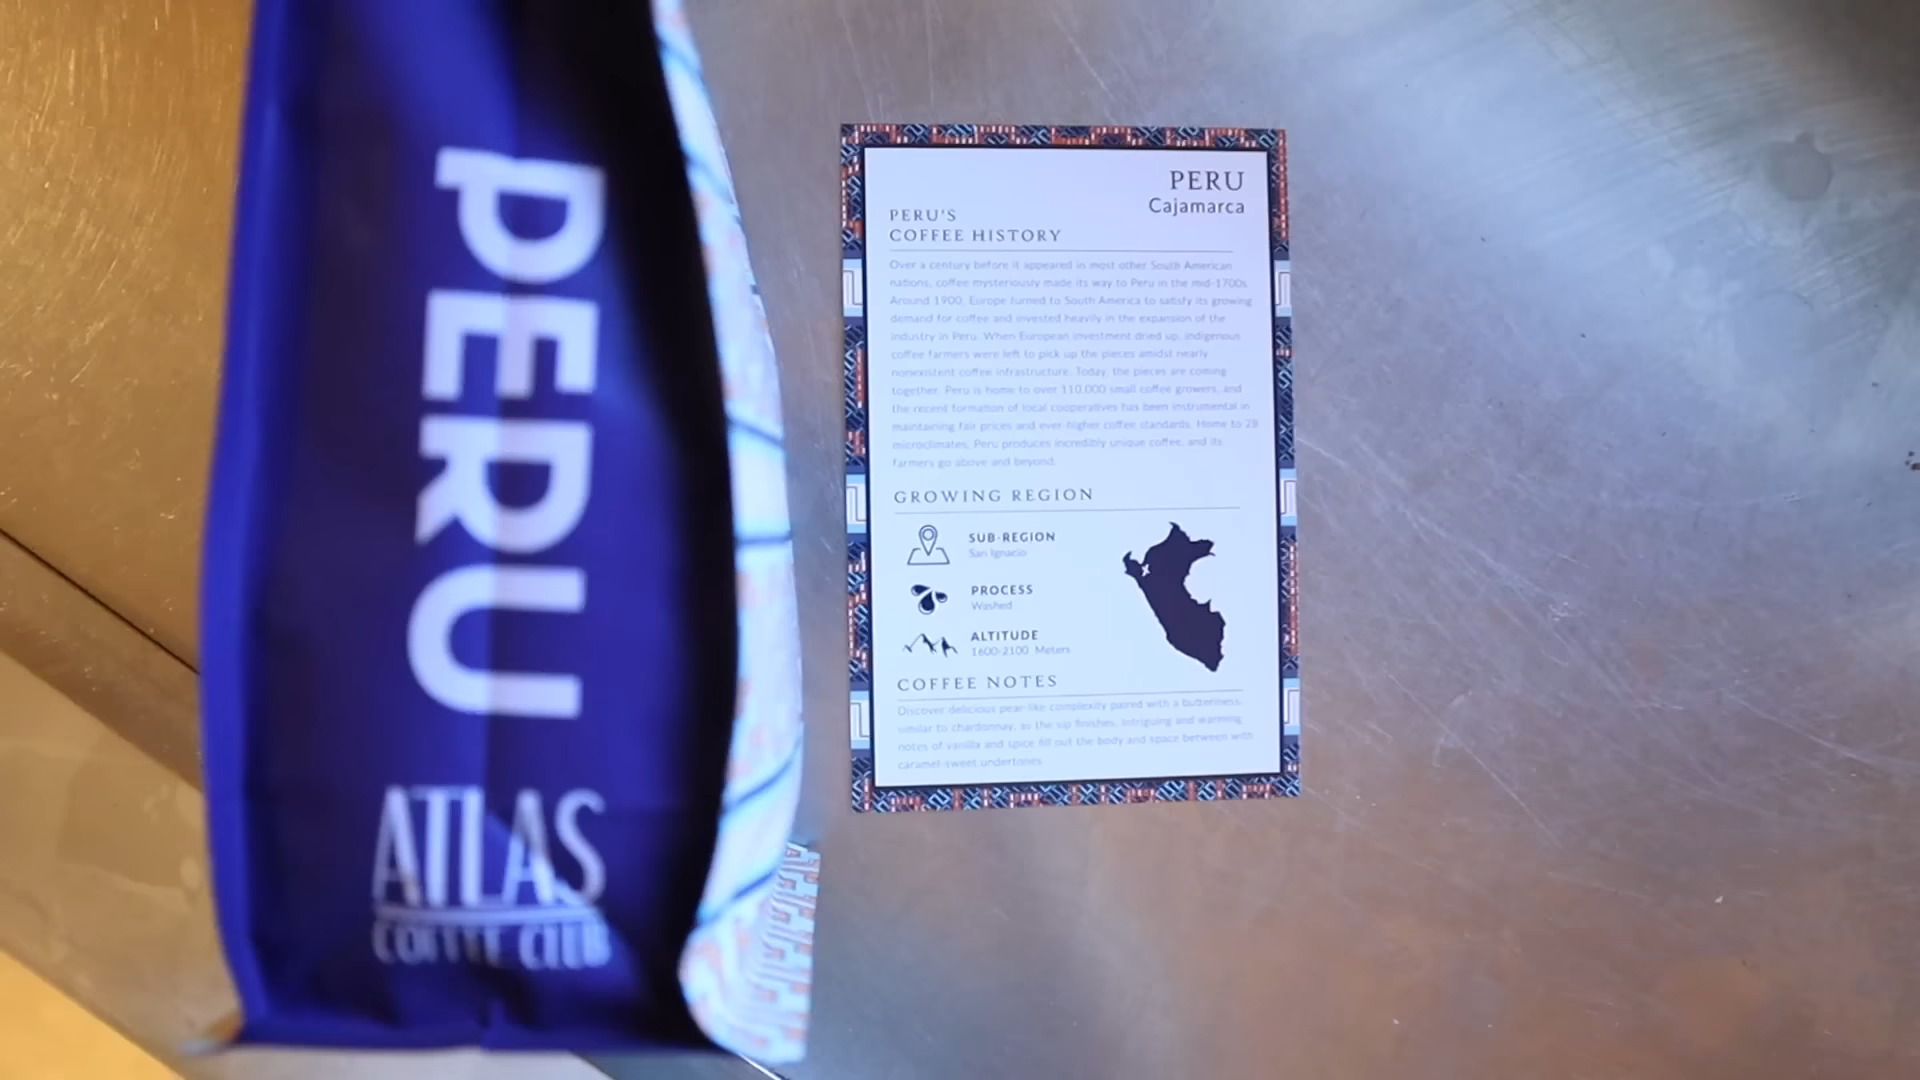 PERU
ATLAS
COFFEE CLUB
PERU
Cajamarca
PERU'S
COFFEE HISTORY
Over a century before it appeared in most other South American
nations, coffee mysteriously made its way to Peru in the mid-1700s.
Around 1900, Europe turned to South America to satisfy its growing
demand for coffee and invested heavily in the expansion of the
industry in Peru. When European investment dried up, indigenous
coffee farmers were left to pick up the pieces amidst nearly
nonexistent coffee infrastructure. Today, the pieces are coming
together. Peru is home to over 110,000 small coffee growers, and
the recent formation of local cooperatives has been instrumental in
maintaining fair prices and ever-higher coffee standards. Home to 28
microclimates, Peru produces incredibly unique coffee, and its
farmers go above and beyond.
GROWING REGION
SUB-REGION
San Ignacio
PROCESS
Washed
ALTITUDE
1600-2100 Meters
COFFEE NOTES
Discover delicious pear-like complexity paired with a butteriness,
similar to chardonnay, as the sip finishes. Intriguing and warming
notes of vanilla and spice fill out the body and space between with
caramel-sweet undertones.